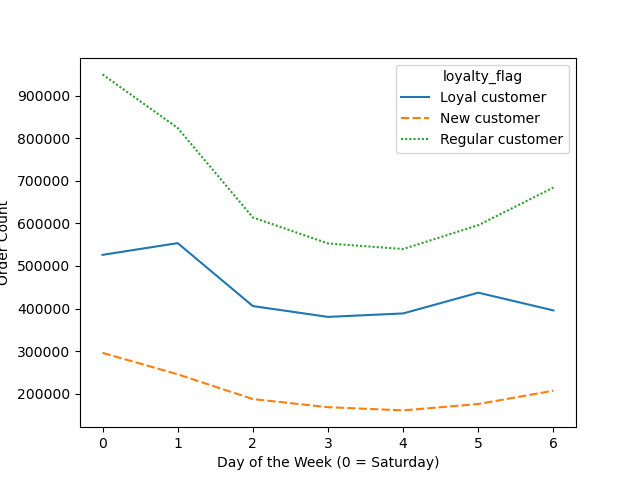 loyalty_flag
Loyal customer
New customer
Regular customer
900000
800000
700000
600000
500000
400000
300000
200000
Order Count
0 1 2 3 4 5 6
Day of the Week (0 = Saturday)